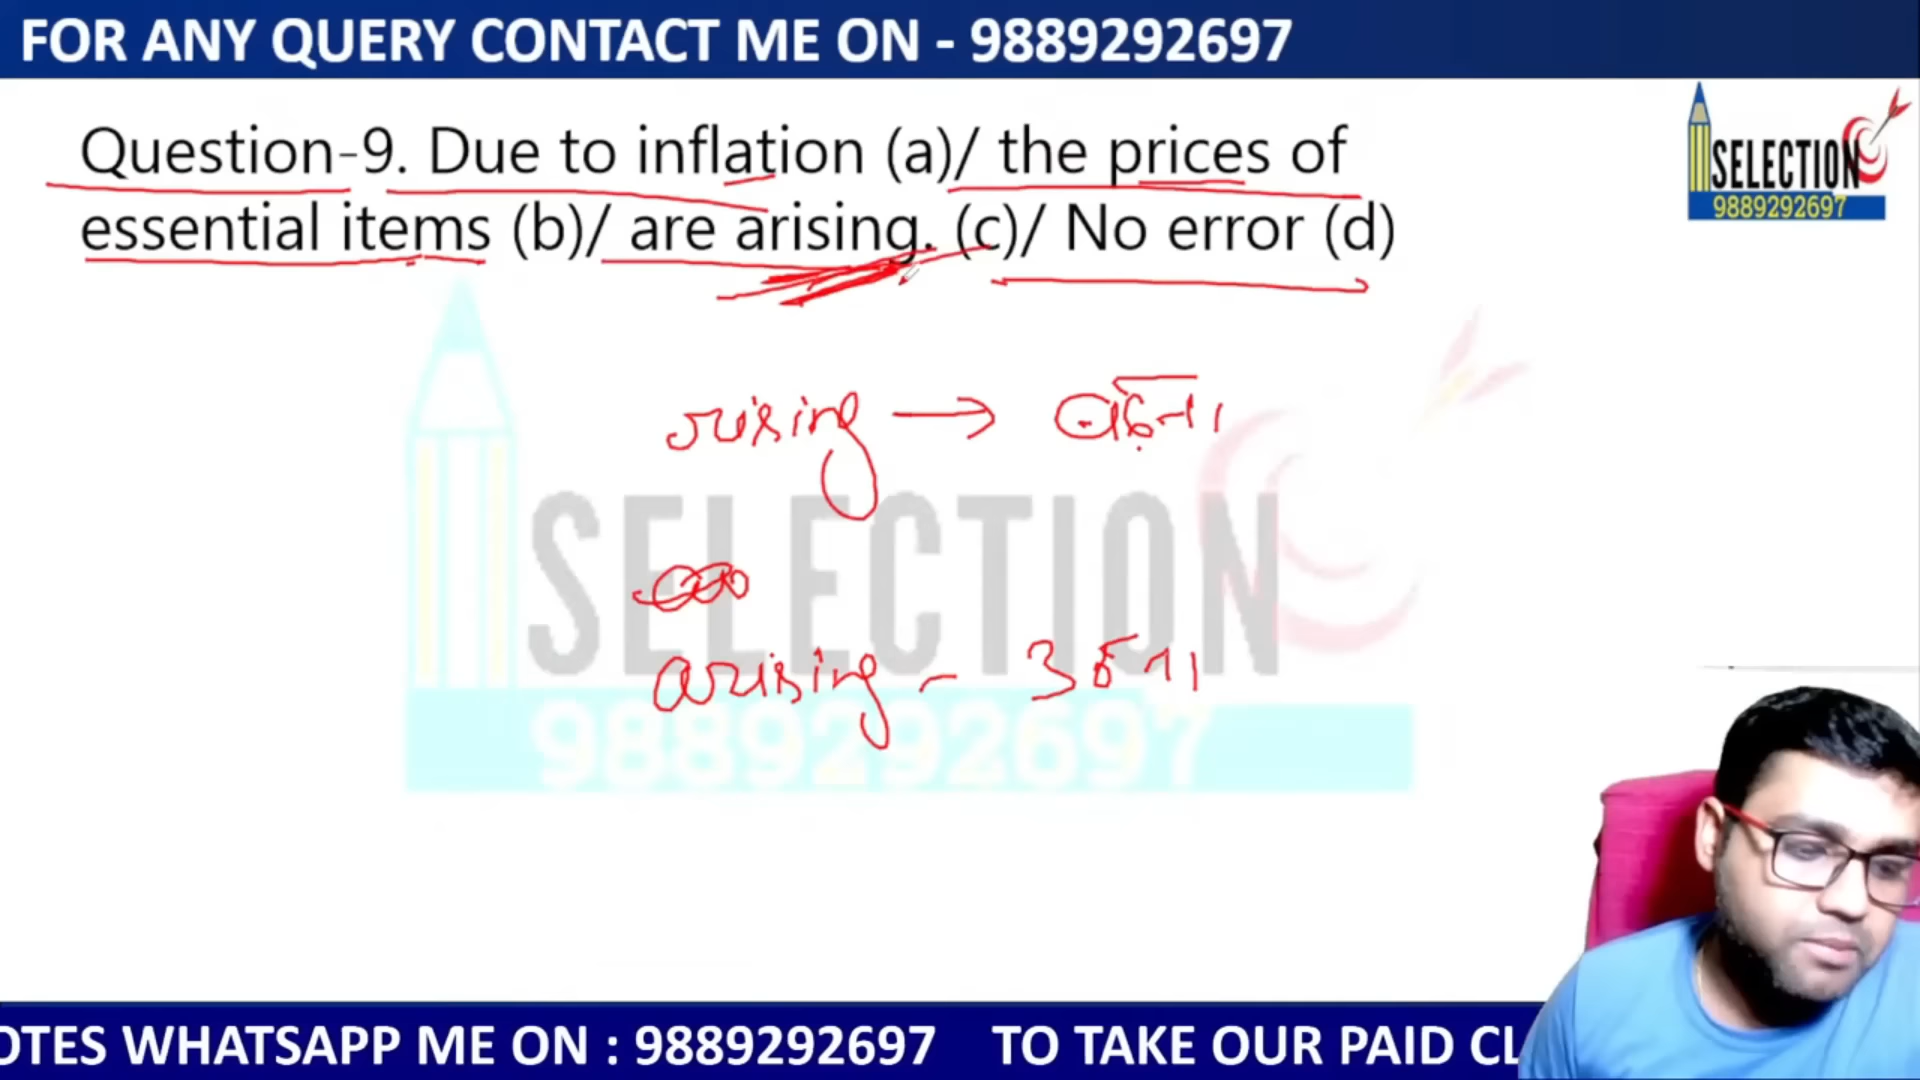 FOR ANY QUERY CONTACT ME ON - 9889292697
Question-9. Due to inflation (a)/ the prices of
essential items (b)/ are arising. (c)/ No error (d)
SELECTION
9889292697
rising →
SELECTION
arising - उठना
9889292697
OTES WHATSAPP ME ON : 9889292697 TO TAKE OUR PAID CL